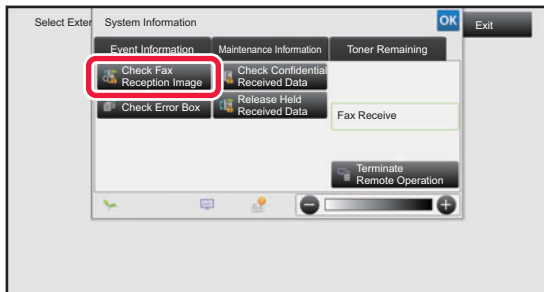 Select Exter
System Information
OK
Exit
Event Information
Maintenance Information
Toner Remaining
Check Fax
Reception Image
Check Confidential
Received Data
Check Error Box
Release Held
Received Data
Fax Receive
Terminate
Remote Operation